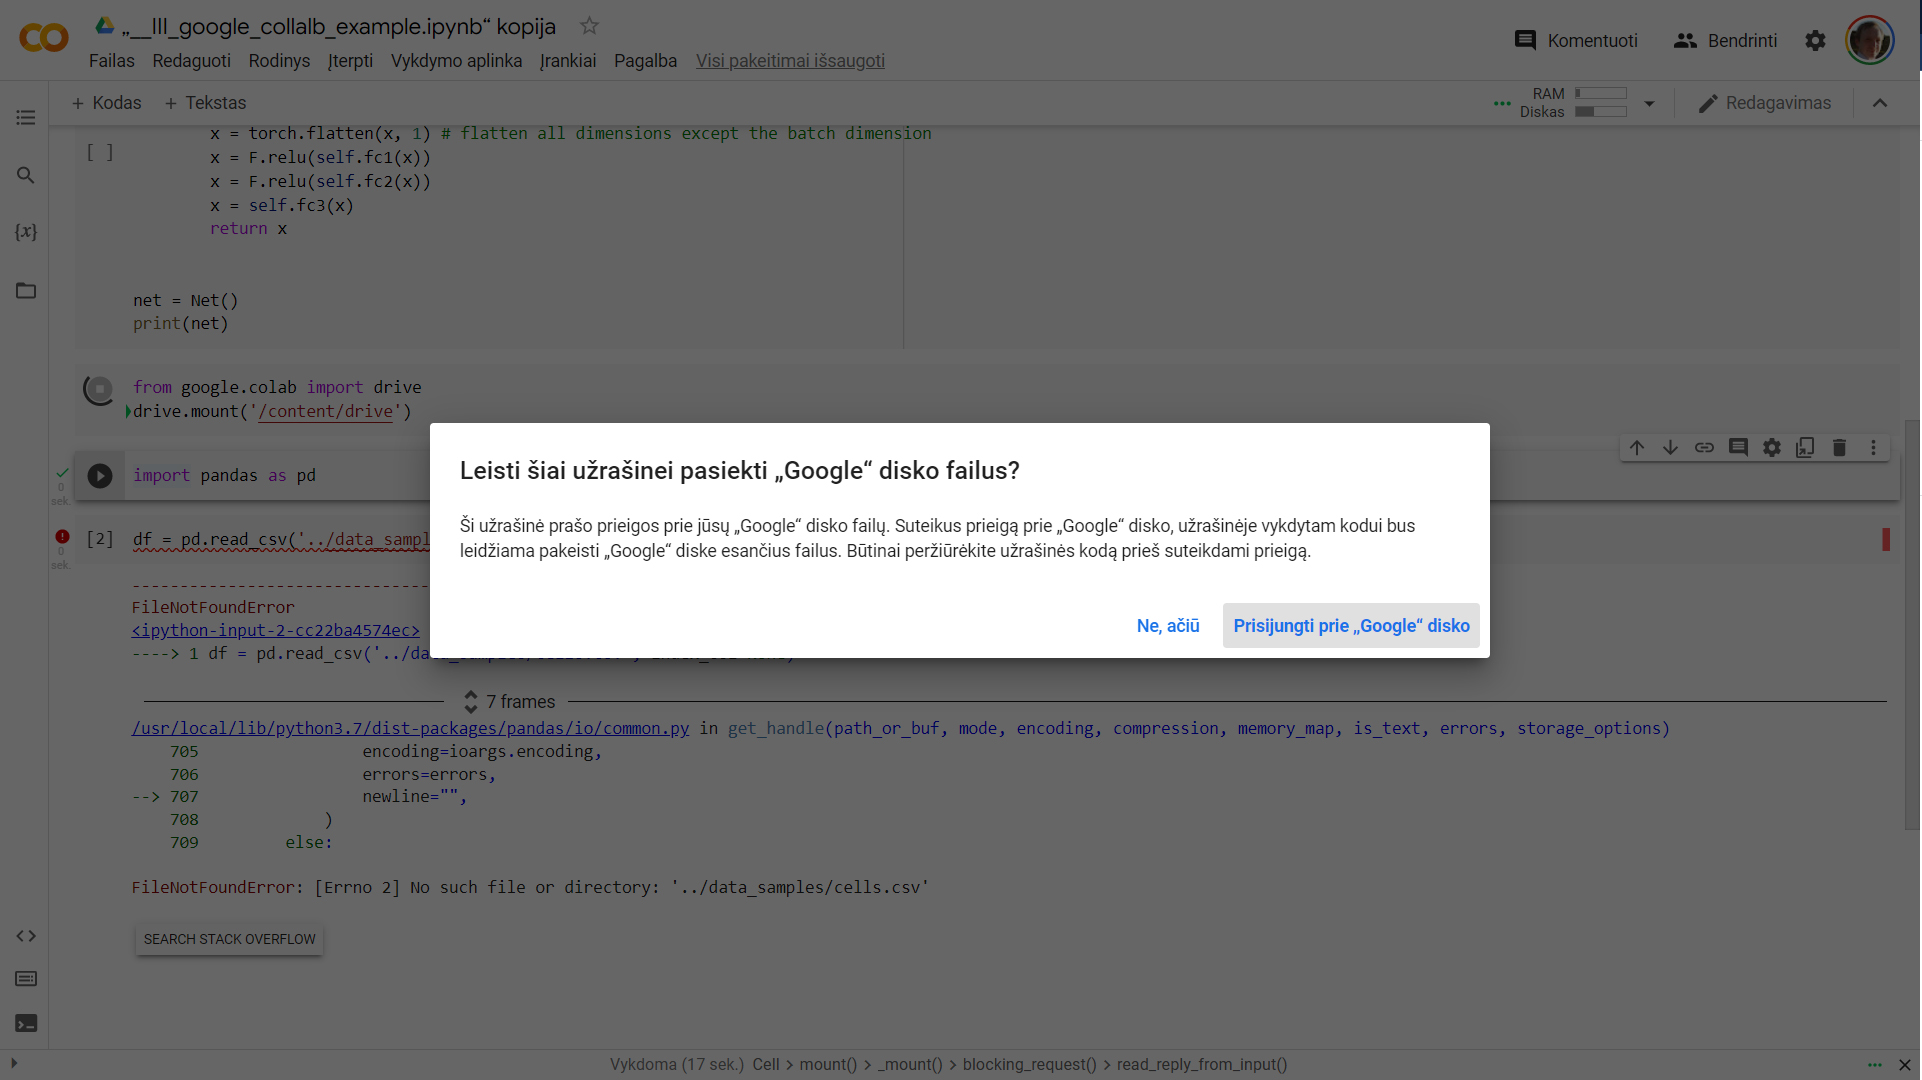 „__lll_google_collalb_example.ipynb“ kopija
Failas Redaguoti Rodinys Įterpti Vykdymo aplinka Įrankiai Pagalba Visi pakeitimai išsaugoti
Komentuoti Bendrinti
+ Kodas + Tekstas
RAM
Diskas
Redagavimas
x = torch.flatten(x, 1) # flatten all dimensions except the batch dimension
[ ]
x = F.relu(self.fc1(x))
x = F.relu(self.fc2(x))
x = self.fc3(x)
return x
net = Net()
print(net)
from google.colab import drive
drive.mount('/content/drive')
import pandas as pd
0
sek.
[2] df = pd.read_csv('../data_sampl
0
sek.
Leisti šiai užrašinei pasiekti „Google“ disko failus?
Ši užrašinė prašo prieigos prie jūsų „Google“ disko failų. Suteikus prieigą prie „Google“ disko, užrašinėje vykdytam kodui bus
leidžiama pakeisti „Google“ diske esančius failus. Būtinai peržiūrėkite užrašinės kodą prieš suteikdami prieigą.
Ne, ačiū Prisijungti prie „Google“ disko
FileNotFoundError
<ipython-input-2-cc22ba4574ec>
----> 1 df = pd.read_csv('../da
7 frames
/usr/local/lib/python3.7/dist-packages/pandas/io/common.py in get_handle(path_or_buf, mode, encoding, compression, memory_map, is_text, errors, storage_options)
705 encoding=ioargs.encoding,
706 errors=errors,
--> 707 newline="",
708 )
709 else:
FileNotFoundError: [Errno 2] No such file or directory: '../data_samples/cells.csv'
SEARCH STACK OVERFLOW
Vykdoma (17 sek.) Cell > mount() > _mount() > blocking_request() > read_reply_from_input()